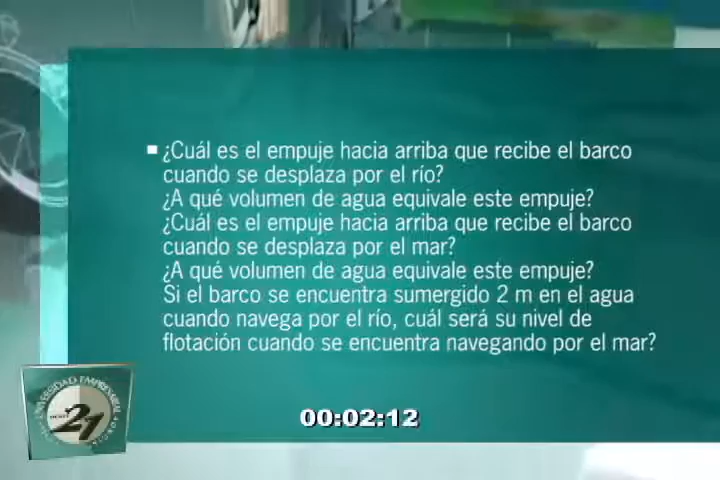 ¿Cuál es el empuje hacia arriba que recibe el barco
cuando se desplaza por el río?
¿A qué volumen de agua equivale este empuje?
¿Cuál es el empuje hacia arriba que recibe el barco
cuando se desplaza por el mar?
¿A qué volumen de agua equivale este empuje?
Si el barco se encuentra sumergido 2 m en el agua
cuando navega por el río, cuál será su nivel de
flotación cuando se encuentra navegando por el mar?
UNIVERSIDAD EMPRESARIAL
21
00:02:12